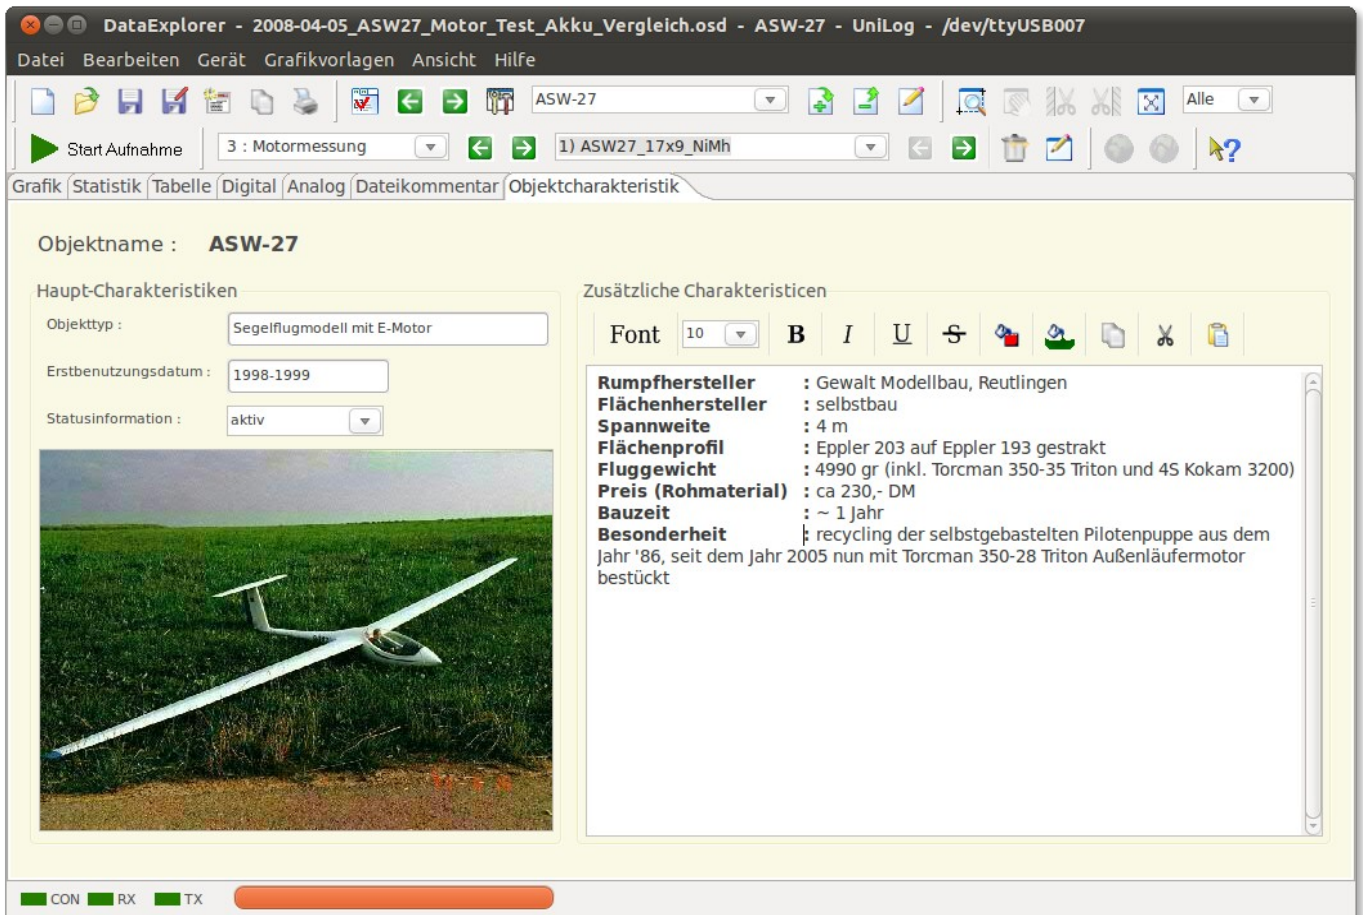 DataExplorer - 2008-04-05_ASW27_Motor_Test_Akku_Vergleich.osd - ASW-27 - UniLog - /dev/ttyUSB007
Datei Bearbeiten Gerät Grafikvorlagen Ansicht Hilfe
ASW-27 Alle
Start Aufnahme 3 : Motormessung 1) ASW27_17x9_NiMh
Grafik Statistik Tabelle Digital Analog Dateikommentar Objektcharakteristik
Objektname : ASW-27
Haupt-Charakteristiken
Objekttyp : Segelflugmodell mit E-Motor
Erstbenutzungsdatum : 1998-1999
Statusinformation : aktiv
Zusätzliche Charakteristicen
Font 10 B I U S
Rumpfhersteller : Gewalt Modellbau, Reutlingen
Flächenhersteller : selbstbau
Spannweite : 4 m
Flächenprofil : Eppler 203 auf Eppler 193 gestrakt
Fluggewicht : 4990 gr (inkl. Torcman 350-35 Triton und 4S Kokam 3200)
Preis (Rohmaterial) : ca 230,- DM
Bauzeit : ~ 1 Jahr
Besonderheit : recycling der selbstgebastelten Pilotenpuppe aus dem
Jahr '86, seit dem Jahr 2005 nun mit Torcman 350-28 Triton Außenläufermotor
bestückt
CON RX TX